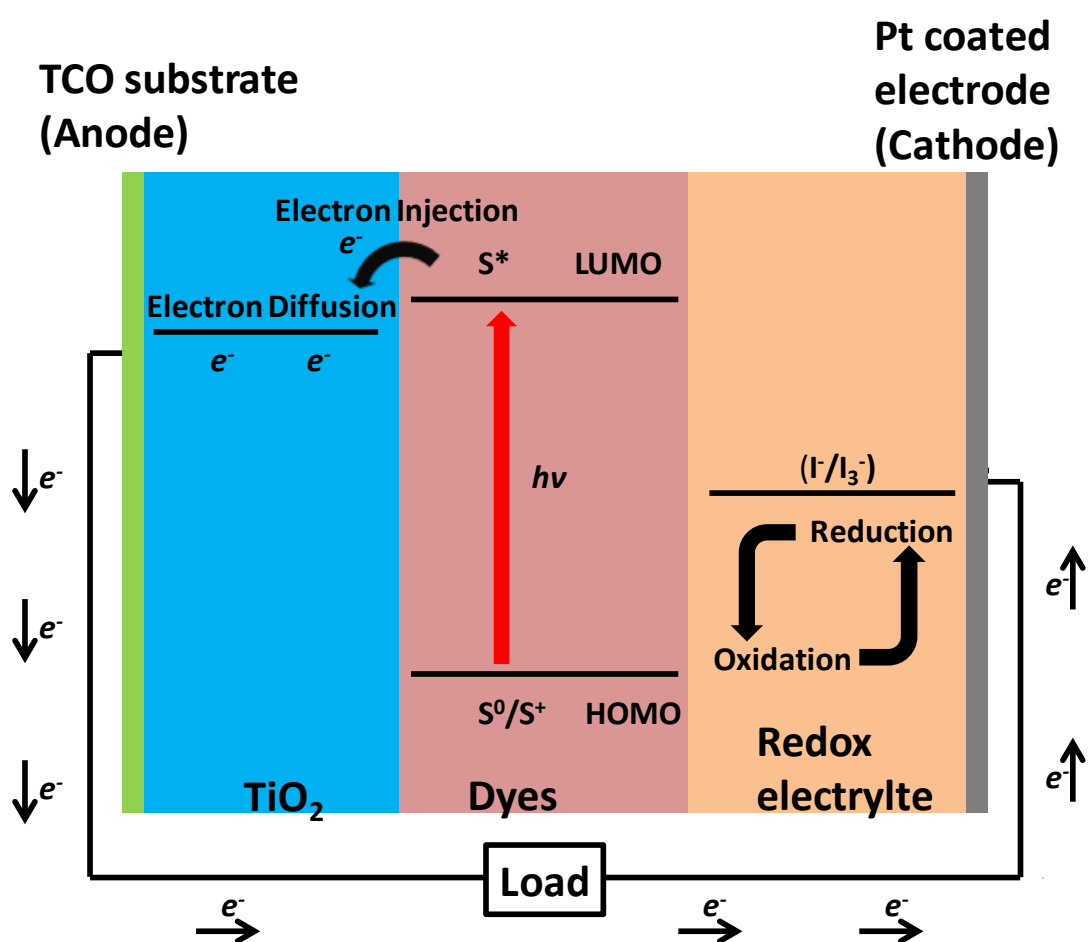 Pt coated
electrode
(Cathode)
TCO substrate
(Anode)
Electron Injection
e⁻
S* LUMO
Electron Diffusion
e⁻ e⁻
hν
(I⁻/I₃⁻)
Reduction
Oxidation
e⁻
e⁻
e⁻
e⁻
e⁻
S⁰/S⁺ HOMO
TiO₂
Dyes
Redox
electrylte
Load
e⁻
e⁻
e⁻